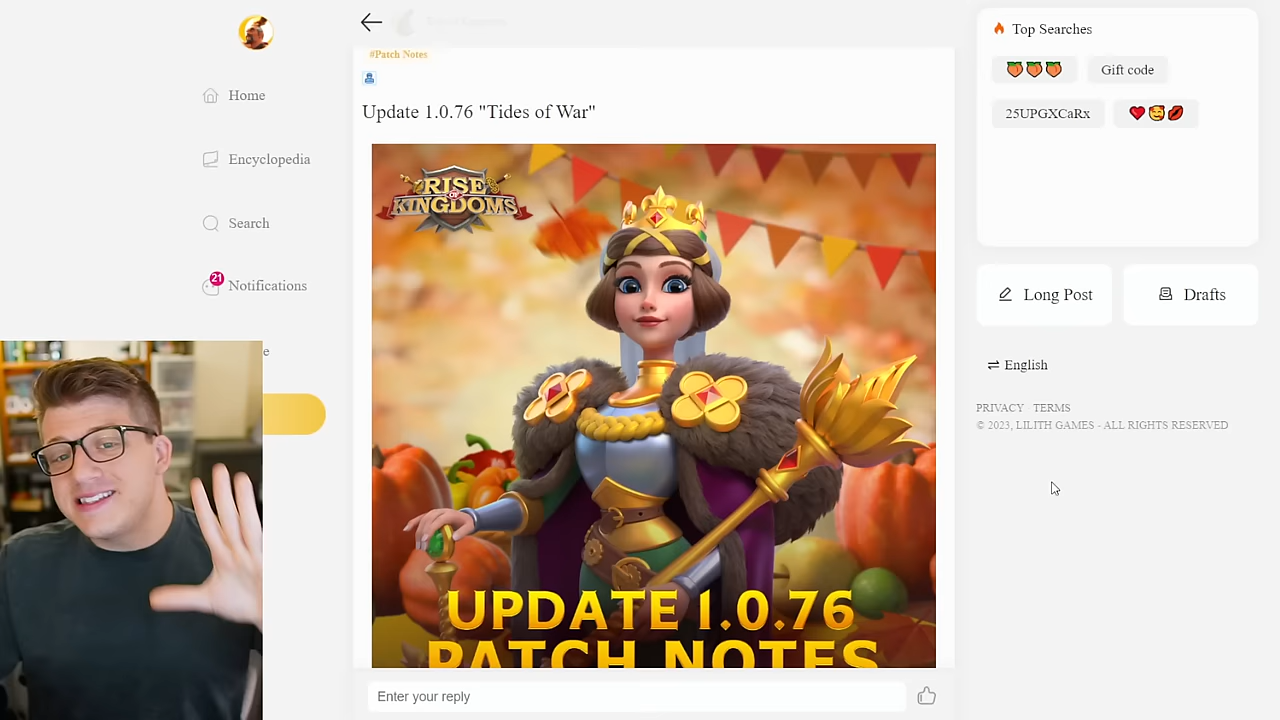 Home
Encyclopedia
Search
21
Notifications
e
#Patch Notes
Update 1.0.76 "Tides of War"
RISE
OF
KINGDOMS
UPDATE 1.0.76
PATCH NOTES
Enter your reply
Top Searches
Gift code
25UPGXCaRx
Long Post
Drafts
English
PRIVACY · TERMS
© 2023, LILITH GAMES - ALL RIGHTS RESERVED